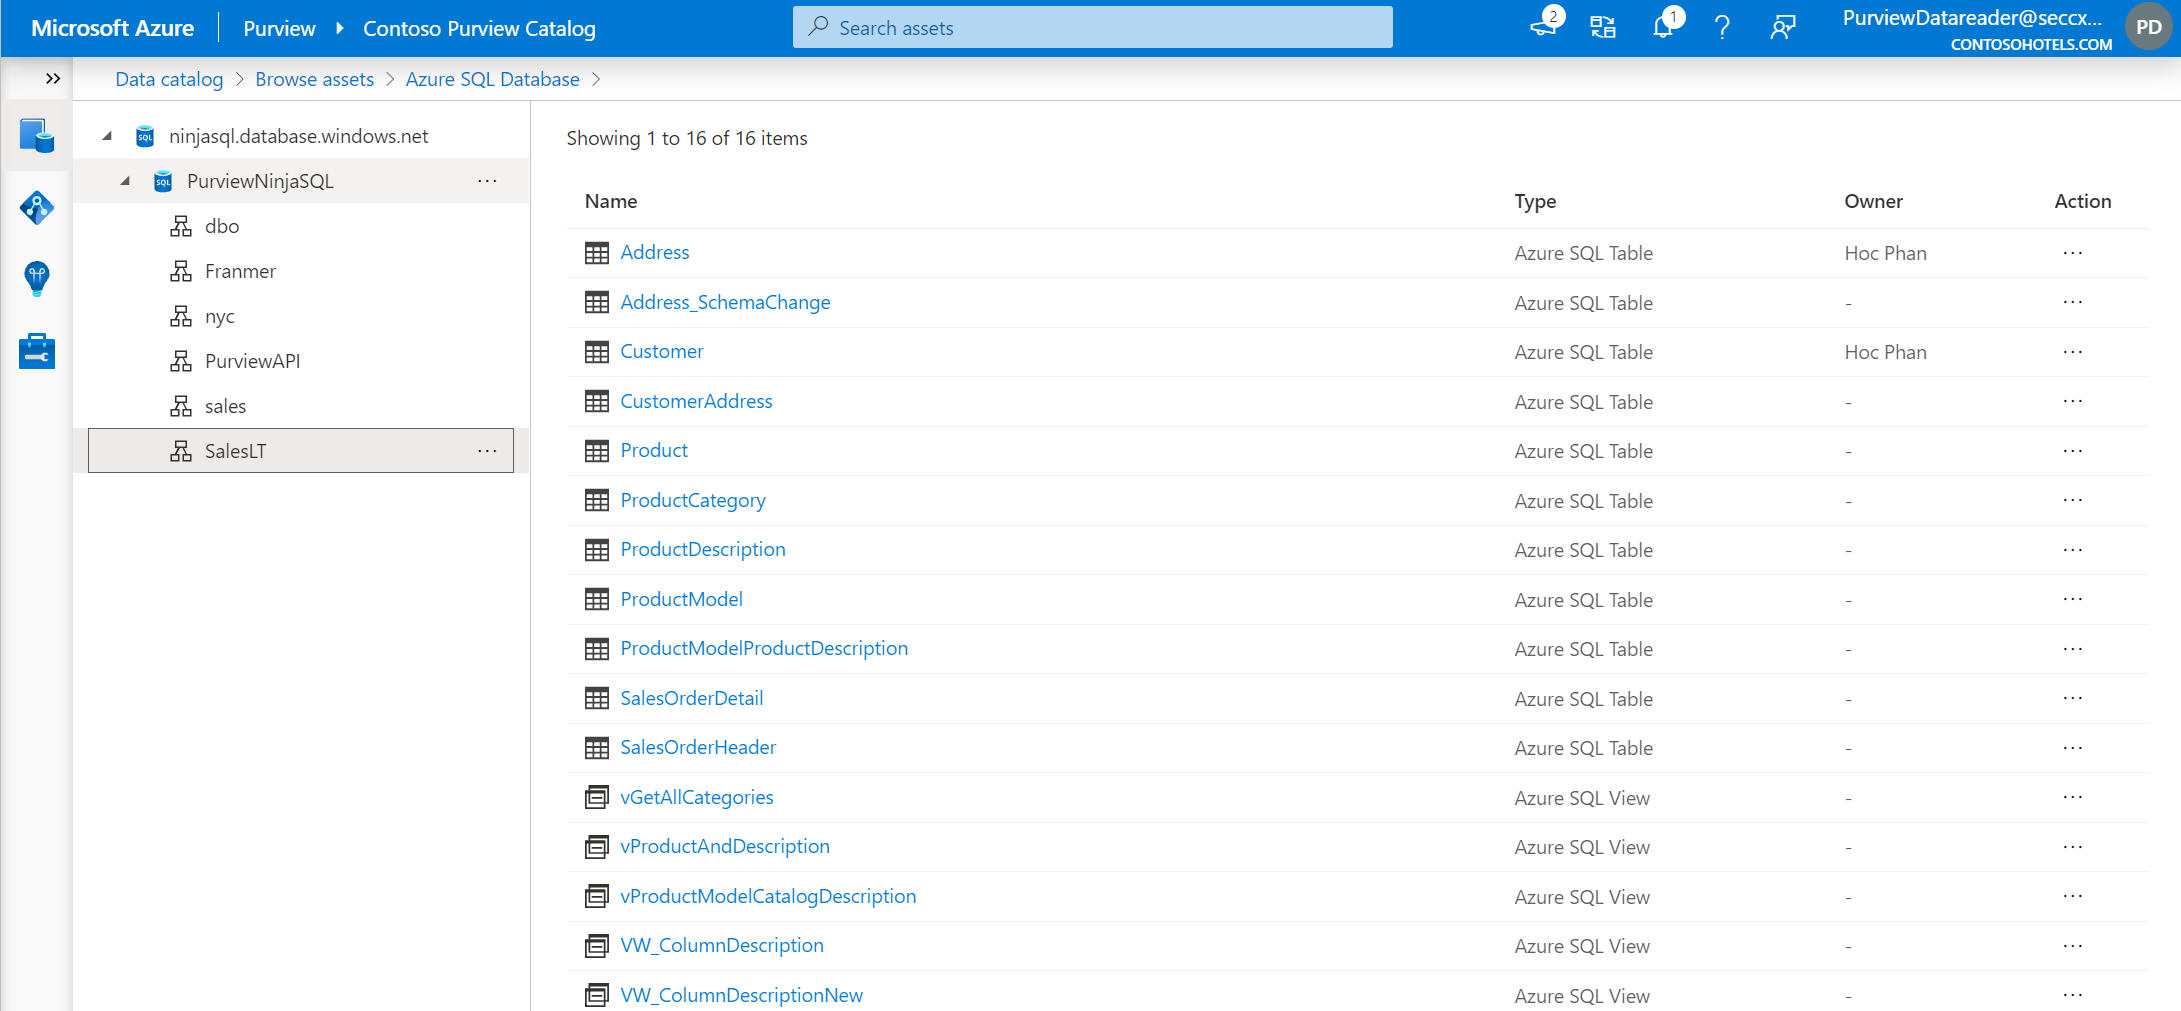 Microsoft Azure Purview Contoso Purview Catalog Search assets 2 1 ? PurviewDatareader@seccx... PD
CONTOSOHOTELS.COM
Data catalog > Browse assets > Azure SQL Database >
ninjasql.database.windows.net
PurviewNinjaSQL ...
dbo
Franmer
nyc
PurviewAPI
sales
SalesLT ...
Showing 1 to 16 of 16 items
Name Type Owner Action
Address Azure SQL Table Hoc Phan ...
Address_SchemaChange Azure SQL Table - ...
Customer Azure SQL Table Hoc Phan ...
CustomerAddress Azure SQL Table - ...
Product Azure SQL Table - ...
ProductCategory Azure SQL Table - ...
ProductDescription Azure SQL Table - ...
ProductModel Azure SQL Table - ...
ProductModelProductDescription Azure SQL Table - ...
SalesOrderDetail Azure SQL Table - ...
SalesOrderHeader Azure SQL Table - ...
vGetAllCategories Azure SQL View - ...
vProductAndDescription Azure SQL View - ...
vProductModelCatalogDescription Azure SQL View - ...
VW_ColumnDescription Azure SQL View - ...
VW_ColumnDescriptionNew Azure SQL View - ...